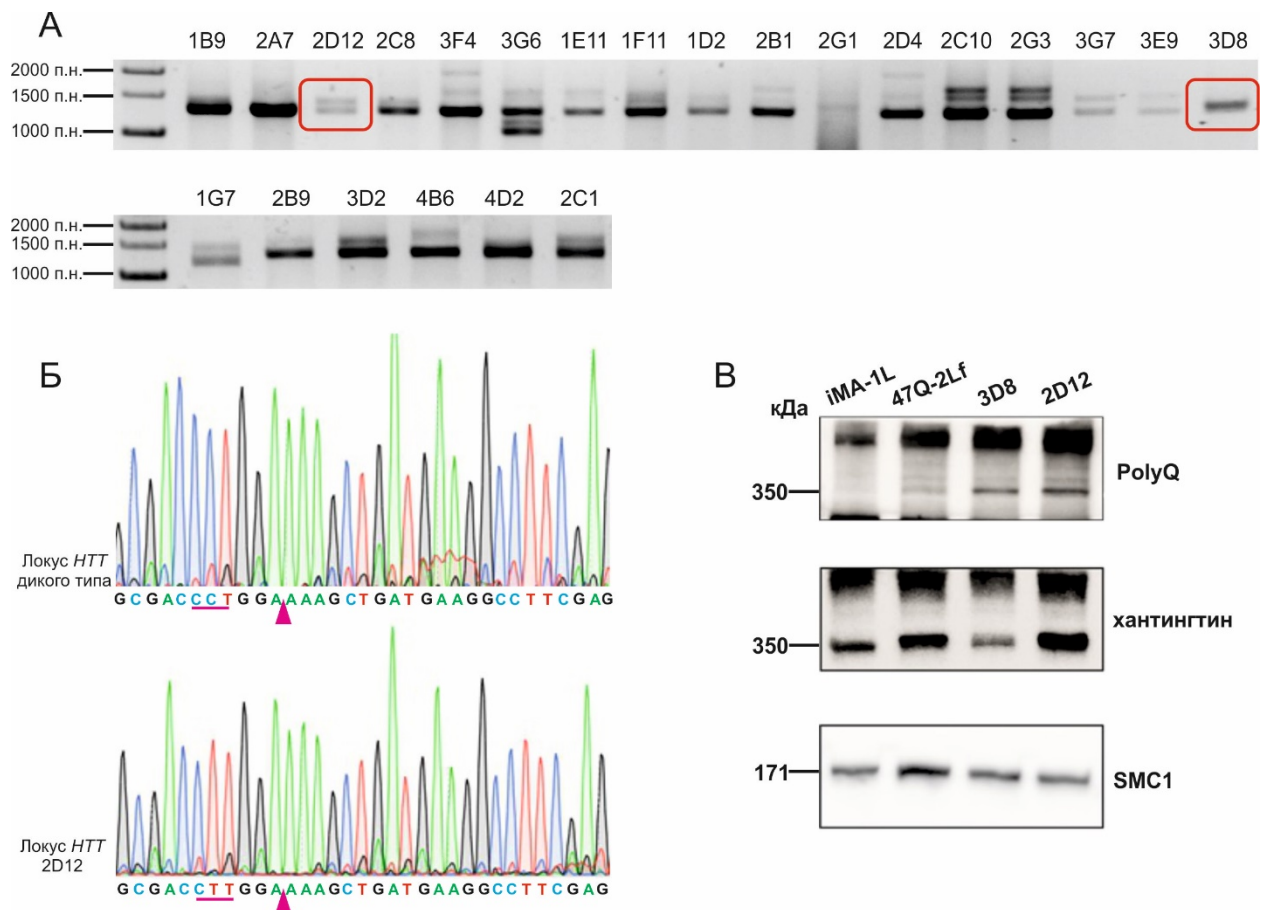 А
1B9 2A7 2D12 2C8 3F4 3G6 1E11 1F11 1D2 2B1 2G1 2D4 2C10 2G3 3G7 3E9 3D8
2000 п.н.
1500 п.н.
1000 п.н.
1G7 2B9 3D2 4B6 4D2 2C1
2000 п.н.
1500 п.н.
1000 п.н.
Б
Локус HTT
дикого типа
GCGACCCTGGAAAAGCTGATGAAGGCCTTCGAG
Локус HTT
2D12
GCGACCTTGGAAAAGCTGATGAAGGCCTTCGAG
В
iMA-1L 47Q-2Lf 3D8 2D12
кДа
350
PolyQ
350
хантингтин
171
SMC1